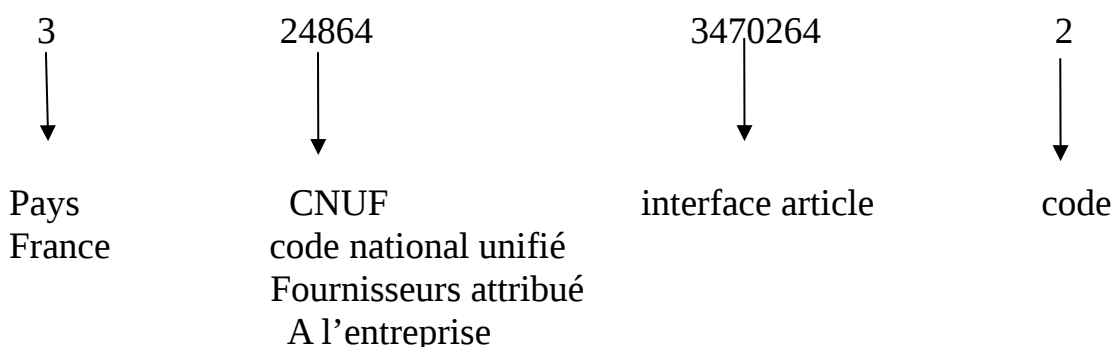 3 24864 3470264 2
Pays CNUF interface article code
France code national unifié
Fournisseurs attribué
A l’entreprise